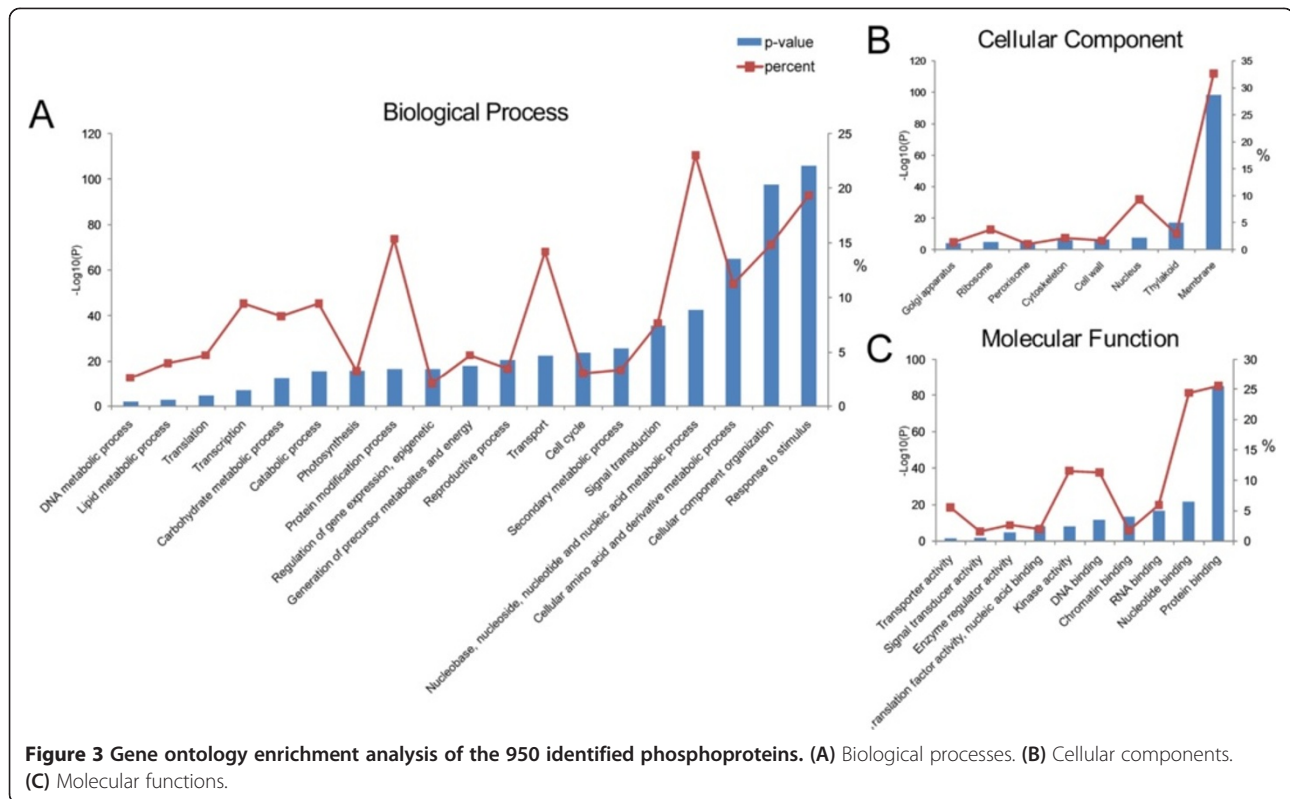 p-value
percent
A
Biological Process
-Log10(P)
120
100
80
60
40
20
0
25
20
15
10
5
0
%
DNA metabolic process
Lipid metabolic process
Translation
Transcription
Carbohydrate metabolic process
Catabolic process
Photosynthesis
Protein modification process
Regulation of gene expression, epigenetic
Generation of precursor metabolites and energy
Reproductive process
Transport
Cell cycle
Secondary metabolic process
Signal transduction
Nucleobase, nucleoside, nucleotide and nucleic acid metabolic process
Cellular amino acid and derivative metabolic process
Cellular component organization
Response to stimulus
B
Cellular Component
-Log10(P)
120
100
80
60
40
20
0
35
30
25
20
15
10
5
0
%
Golgi apparatus
Ribosome
Peroxisome
Cytoskeleton
Cell wall
Nucleus
Thylakoid
Membrane
C
Molecular Function
-Log10(P)
100
80
60
40
20
0
30
25
20
15
10
5
0
%
Transporter activity
Signal transducer activity
Enzyme regulator activity
ranslation factor activity, nucleic acid binding
Kinase activity
DNA binding
Chromatin binding
RNA binding
Nucleotide binding
Protein binding
Figure 3 Gene ontology enrichment analysis of the 950 identified phosphoproteins. (A) Biological processes. (B) Cellular components.
(C) Molecular functions.